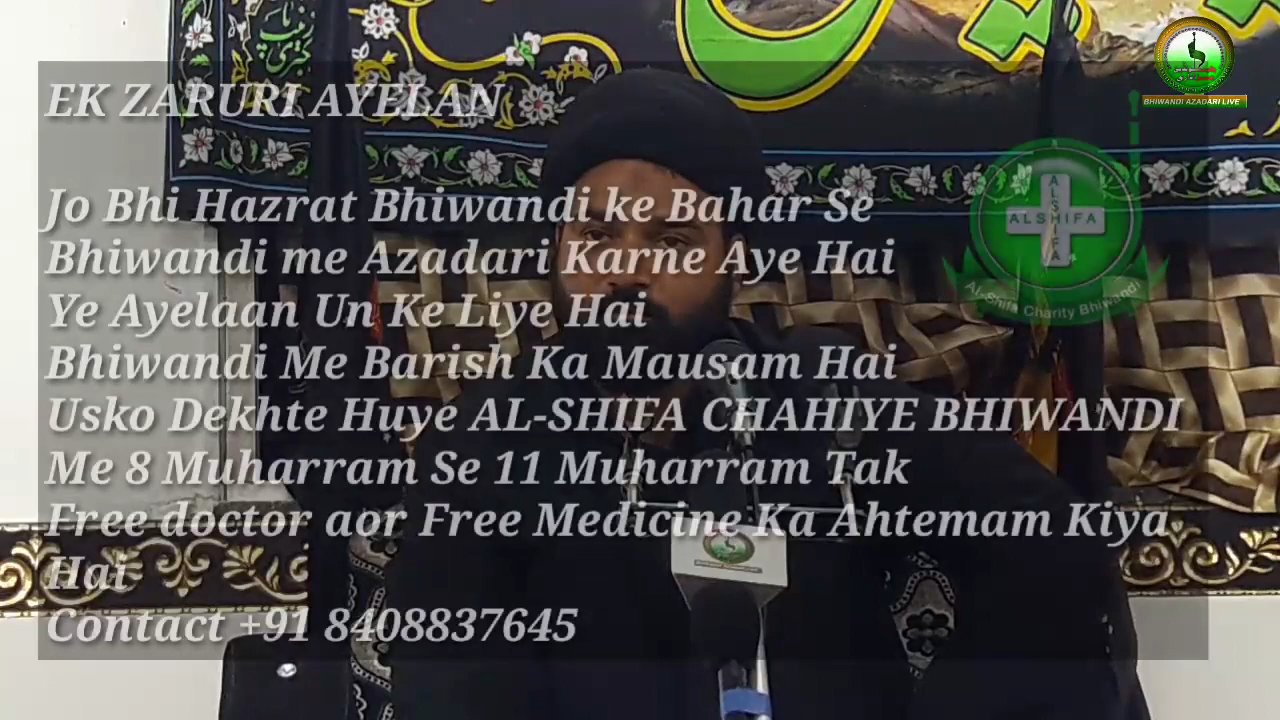 EK ZARURI AYELAN
Jo Bhi Hazrat Bhiwandi ke Bahar Se
Bhiwandi me Azadari Karne Aye Hai
Ye Ayelaan Un Ke Liye Hai
Bhiwandi Me Barish Ka Mausam Hai
Usko Dekhte Huye AL-SHIFA CHAHIYE BHIWANDI
Me 8 Muharram Se 11 Muharram Tak
Free doctor aor Free Medicine Ka Ahtemam Kiya
Hai
Contact +91 8408837645
BHIWANDI AZADARI LIVE
ALSHIFA
ALSHIFA
Al-Shifa Charity Bhiwandi